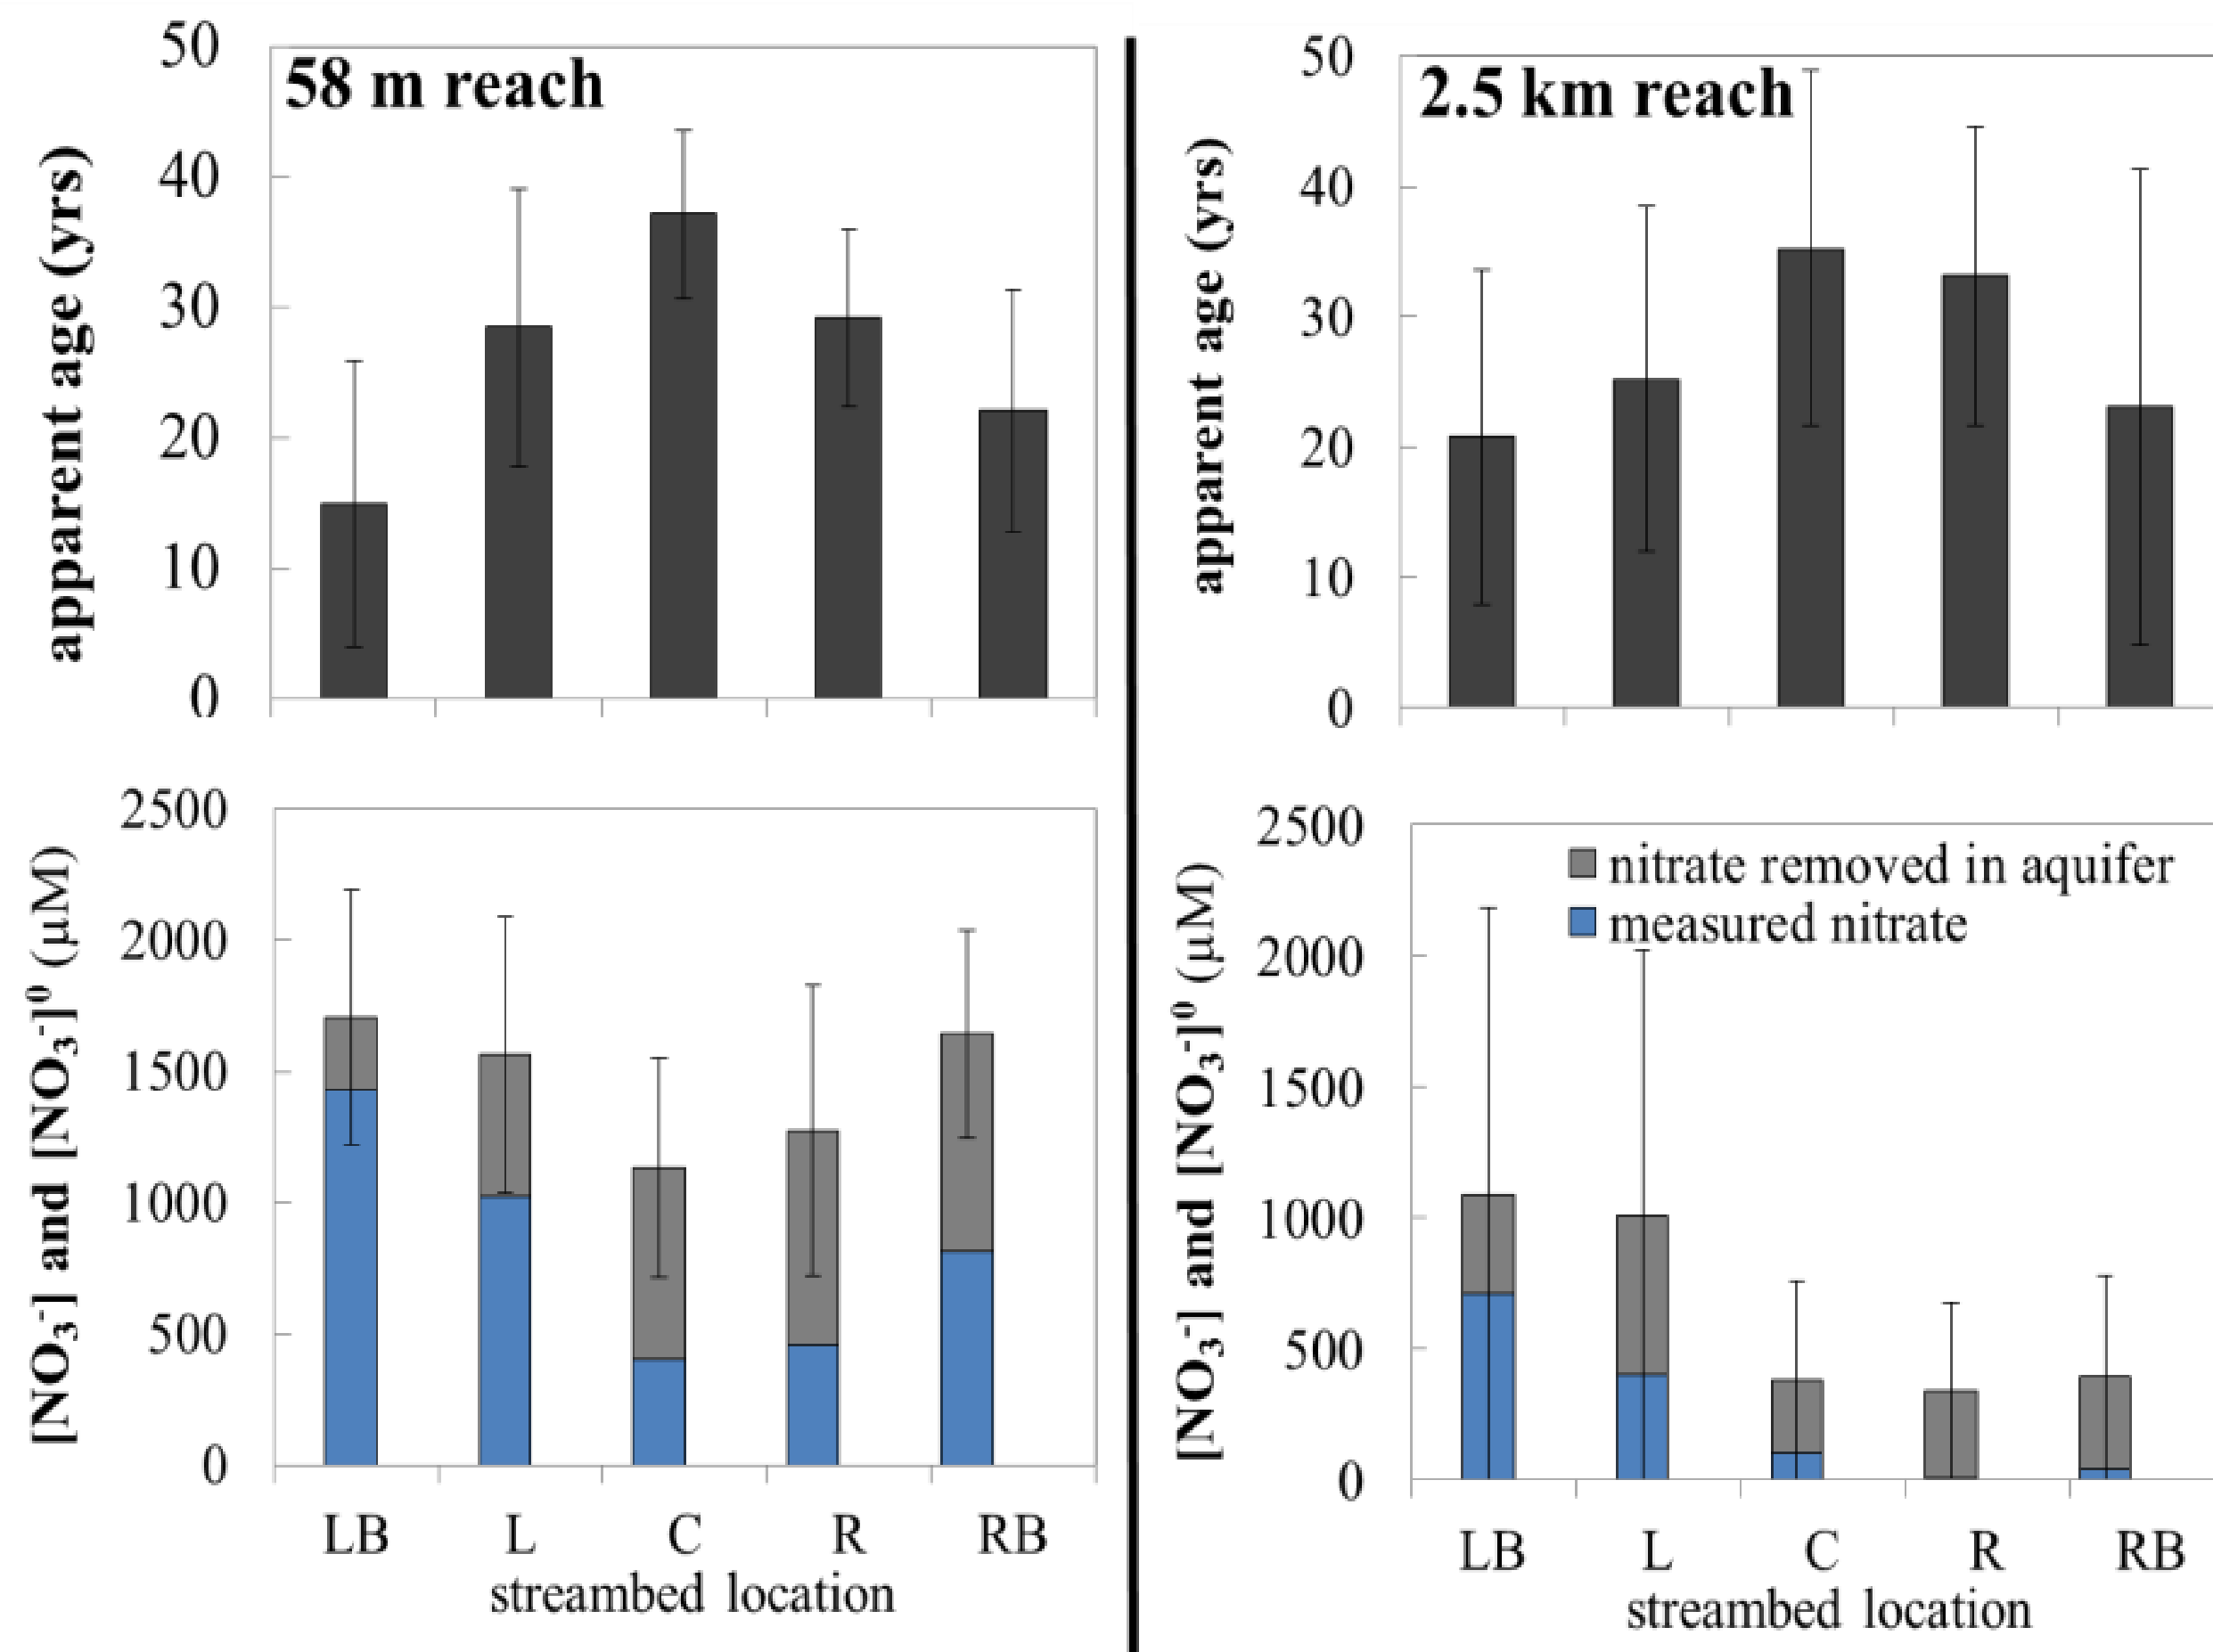 58 m reach
apparent age (yrs)
50
40
30
20
10
0
2.5 km reach
apparent age (yrs)
50
40
30
20
10
0
[NO₃⁻] and [NO₃⁻]⁰ (µM)
2500
2000
1500
1000
500
0
LB L C R RB
streambed location
[NO₃⁻] and [NO₃⁻]⁰ (µM)
2500
2000
1500
1000
500
0
nitrate removed in aquifer
measured nitrate
LB L C R RB
streambed location